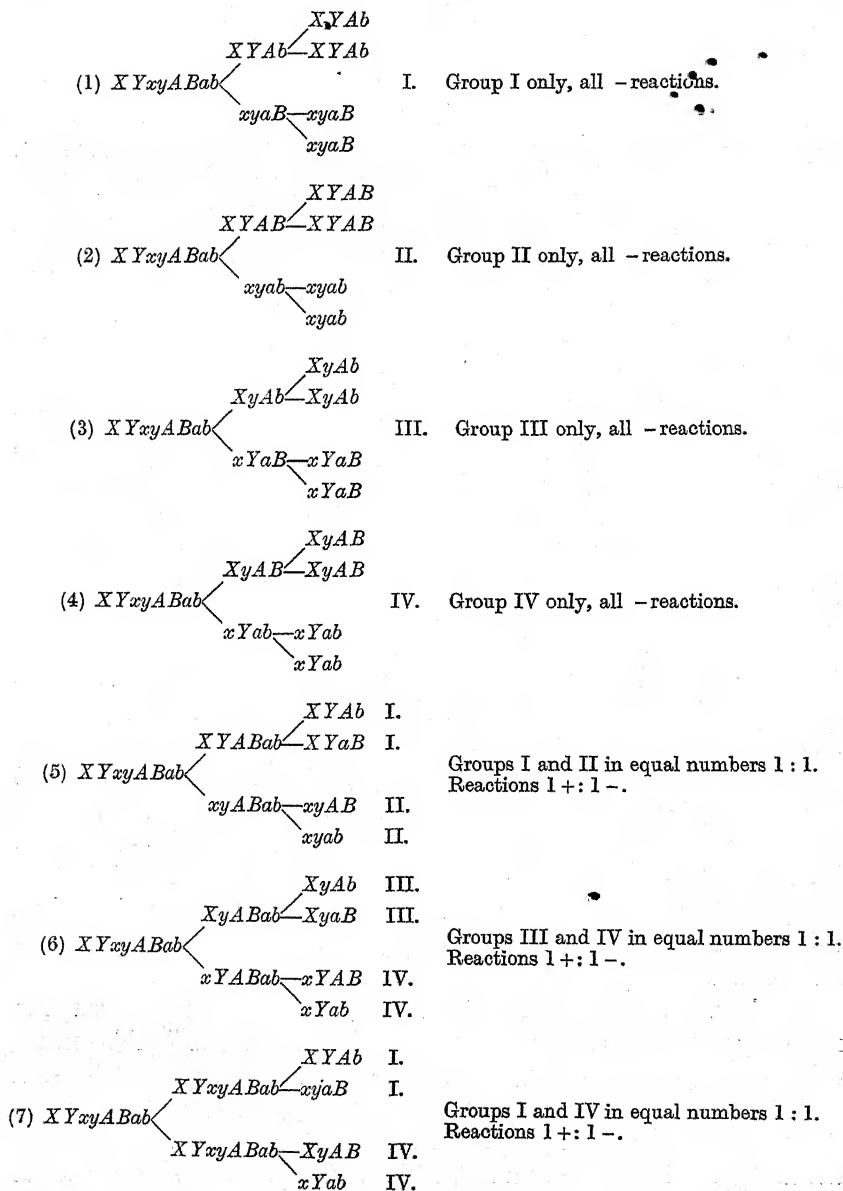 XYAb
XYAb—XYAb
(1) XYxyABab I. Group I only, all –reactions.
xyaB—xyaB
xyaB
XYAB
XYAB—XYAB
(2) XYxyABab II. Group II only, all –reactions.
xyab—xyab
xyab
XyAb
XyAb—XyAb
(3) XYxyABab III. Group III only, all –reactions.
xYaB—xYaB
xYaB
XyAB
XyAB—XyAB
(4) XYxyABab IV. Group IV only, all –reactions.
xYab—xYab
xYab
XYAb I.
XYABab—XYaB I.
(5) XYxyABab Groups I and II in equal numbers 1 : 1.
Reactions 1+: 1–.
xyABab—xyAB II.
xyab II.
XyAb III.
XyABab—XyaB III.
(6) XYxyABab Groups III and IV in equal numbers 1 : 1.
Reactions 1+: 1–.
xYABab—xYAB IV.
xYab IV.
XYAb I.
XYxyABab—xyaB I.
(7) XYxyABab Groups I and IV in equal numbers 1 : 1.
Reactions 1+: 1–.
XYxyABab—XyAB IV.
xYab IV.